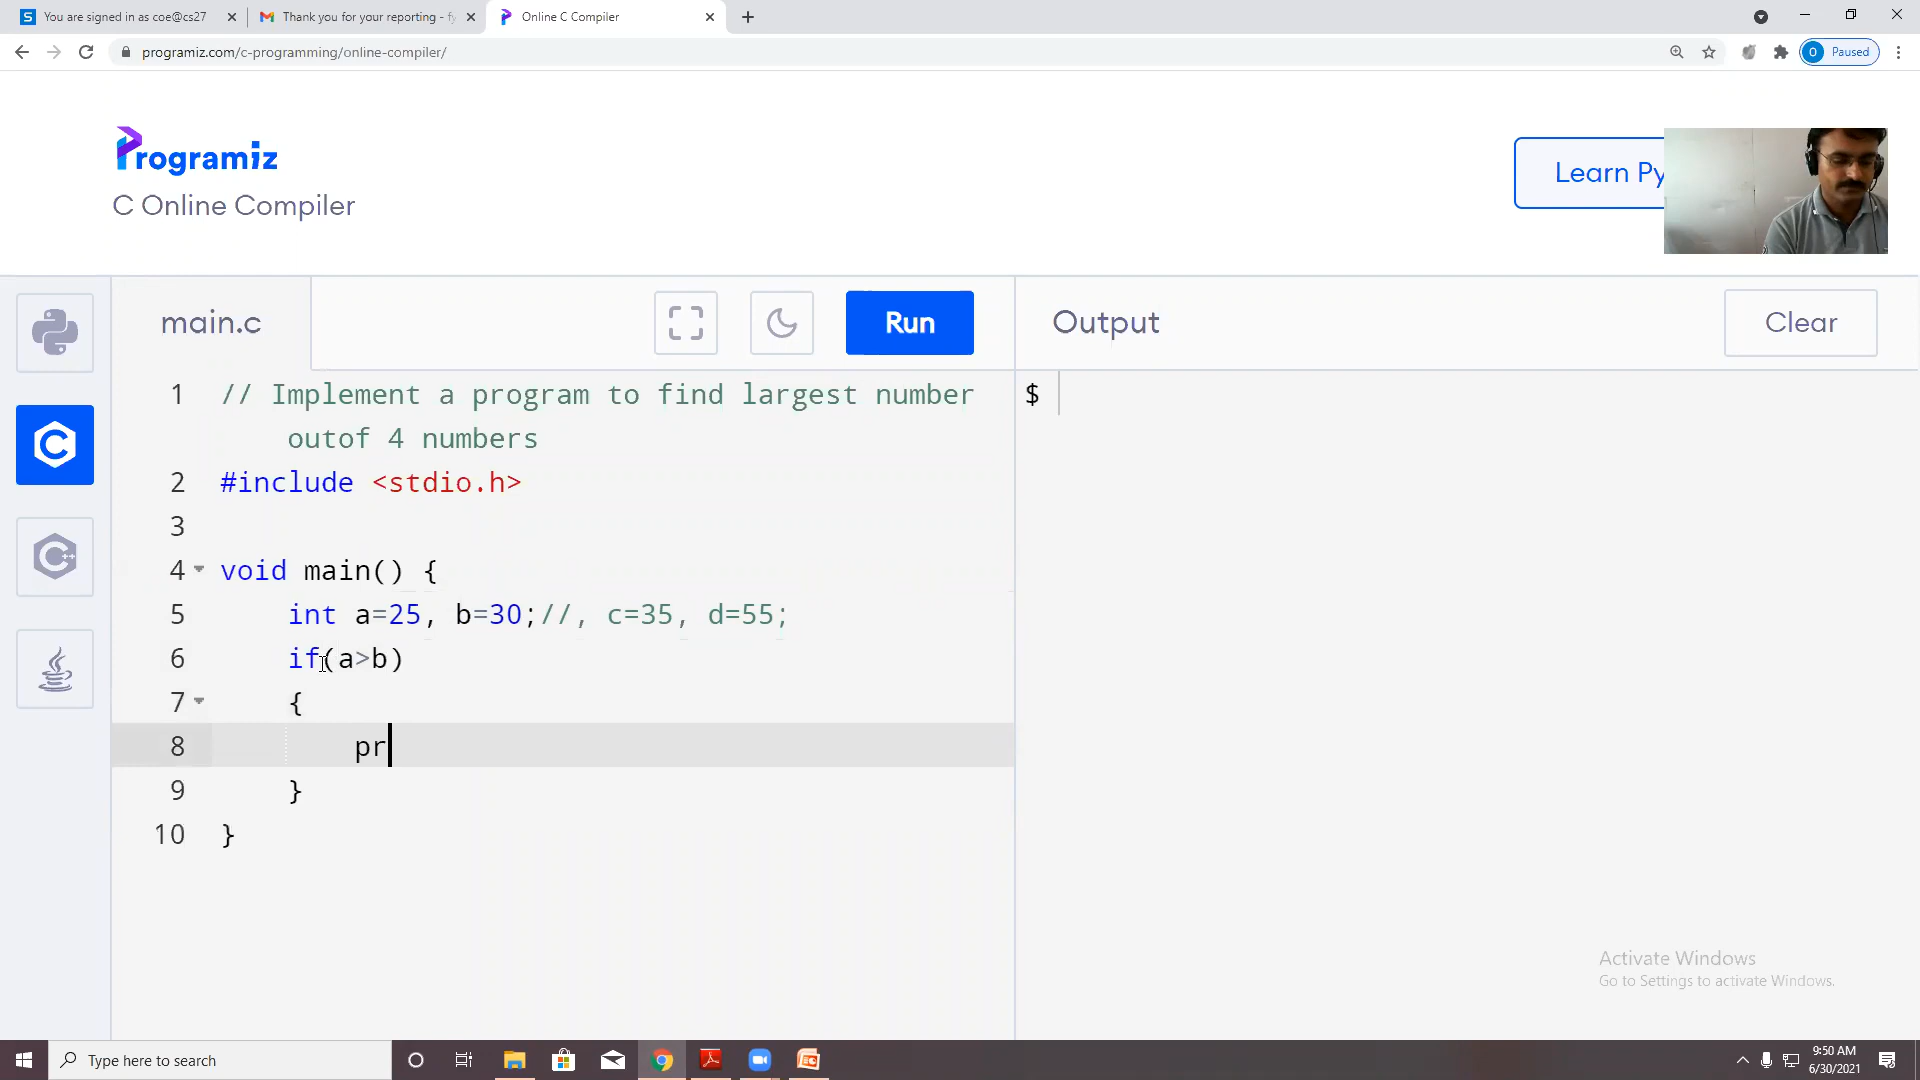 You are signed in as coe@cs27
Thank you for your reporting - fy
Online C Compiler
programiz.com/c-programming/online-compiler/
O Paused
Programiz
C Online Compiler
Learn Py
main.c
Run
Output
Clear
1 // Implement a program to find largest number
outof 4 numbers
2 #include <stdio.h>
3
4 void main() {
5 int a=25, b=30;//, c=35, d=55;
6 if(a>b)
7 {
8 pr
9 }
10 }
$
Activate Windows
Go to Settings to activate Windows.
Type here to search
9:50 AM
6/30/2021